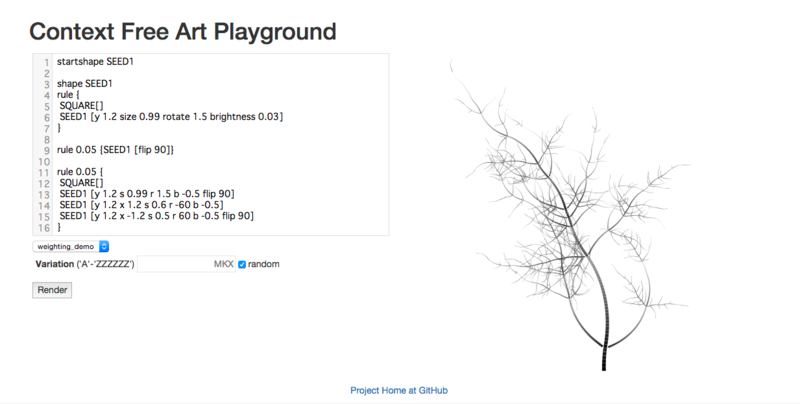 Context Free Art Playground
1 startshape SEED1
2
3 shape SEED1
4 rule {
5 SQUARE[]
6 SEED1 [y 1.2 size 0.99 rotate 1.5 brightness 0.03]
7 }
8
9 rule 0.05 {SEED1 [flip 90]}
10
11 rule 0.05 {
12 SQUARE[]
13 SEED1 [y 1.2 s 0.99 r 1.5 b -0.5 flip 90]
14 SEED1 [y 1.2 x 1.2 s 0.6 r -60 b -0.5]
15 SEED1 [y 1.2 x -1.2 s 0.5 r 60 b -0.5 flip 90]
16 }
weighting_demo
Variation ('A'-'ZZZZZZ') MKX random
Render
Project Home at GitHub